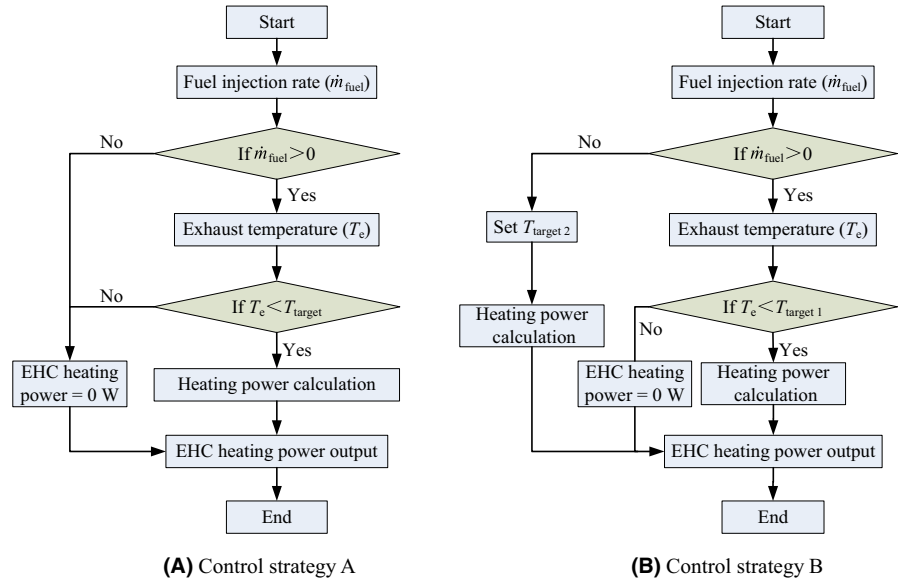 Start
Fuel injection rate (ṁfuel)
If ṁfuel>0
No
Yes
Exhaust temperature (Te)
If Te<Ttarget
No
Yes
EHC heating
power = 0 W
Heating power calculation
EHC heating power output
End
(A) Control strategy A
Start
Fuel injection rate (ṁfuel)
If ṁfuel>0
No
Yes
Set Ttarget 2
Exhaust temperature (Te)
Heating power
calculation
If Te<Ttarget 1
No
Yes
EHC heating
power = 0 W
Heating power
calculation
EHC heating power output
End
(B) Control strategy B